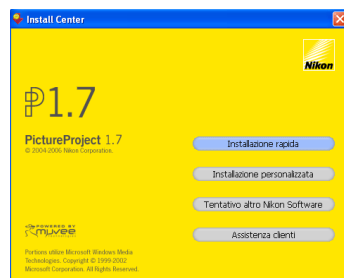 Install Center
Nikon
P1.7
PictureProject 1.7
© 2004-2006 Nikon Corporation.
Installazione rapida
Installazione personalizzata
Tentativo altro Nikon Software
Assistenza clienti
POWERED BY
muvee
Portions utilize Microsoft Windows Media
Technologies. Copyright © 1999-2002
Microsoft Corporation. All Rights Reserved.